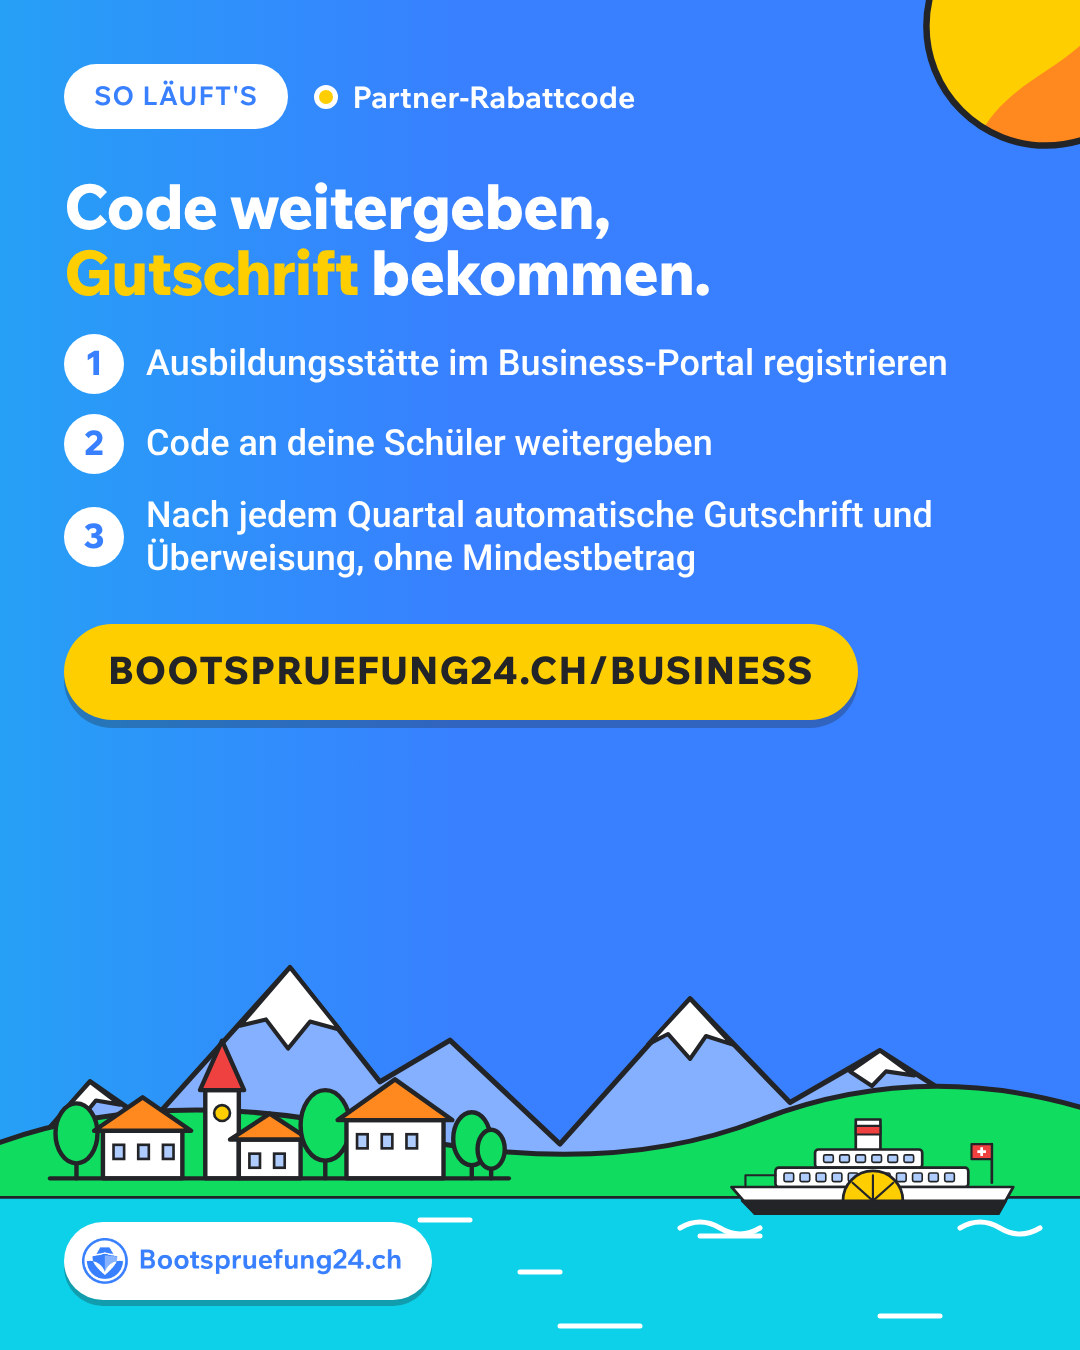 SO LÄUFT'S
Partner-Rabattcode
Code weitergeben,
Gutschrift bekommen.
1 Ausbildungsstätte im Business-Portal registrieren
2 Code an deine Schüler weitergeben
3 Nach jedem Quartal automatische Gutschrift und
Überweisung, ohne Mindestbetrag
BOOTSPRUEFUNG24.CH/BUSINESS
Bootspruefung24.ch